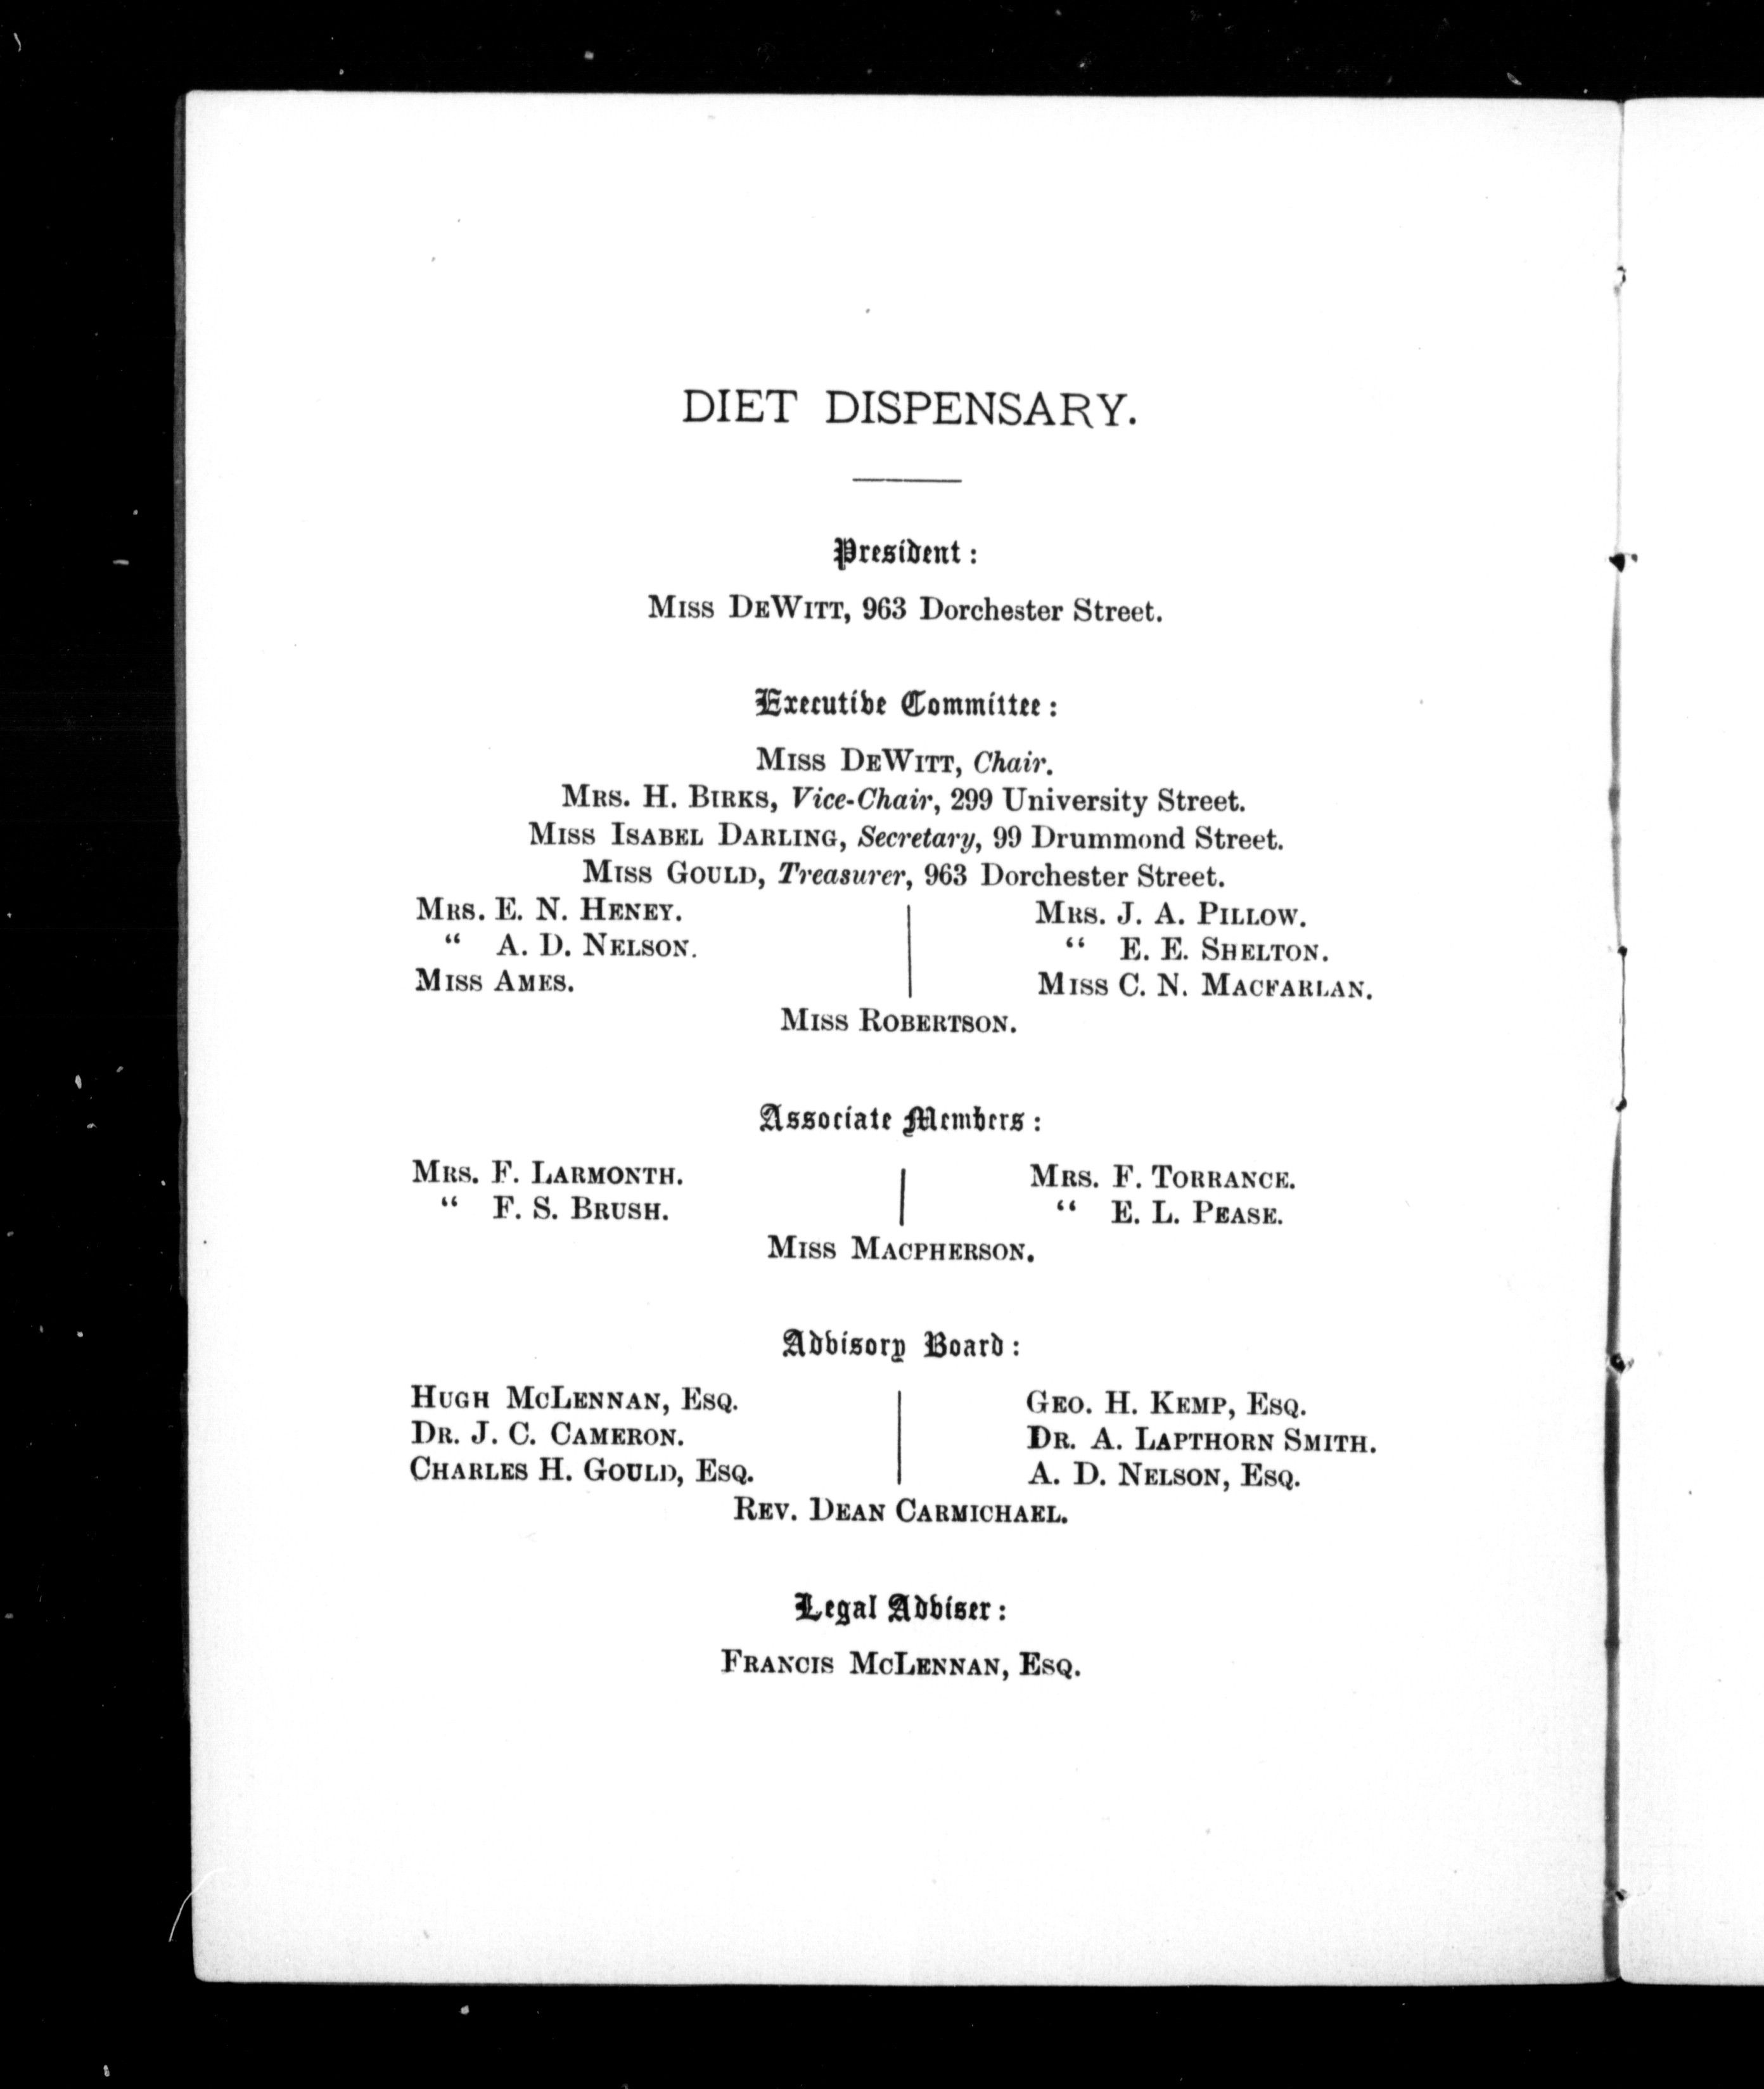 DIET DISPENSARY.
President:
MISS DEWITT, 963 Dorchester Street.
Executive Committee:
MISS DEWITT, Chair.
MRS. H. BIRKS, Vice-Chair, 299 University Street.
MISS ISABEL DARLING, Secretary, 99 Drummond Street.
MISS GOULD, Treasurer, 963 Dorchester Street.
MRS. E. N. HENEY.
“ A. D. NELSON.
MISS AMES.
MRS. J. A. PILLOW.
“ E. E. SHELTON.
MISS C. N. MACFARLAN.
MISS ROBERTSON.
Associate Members:
MRS. F. LARMONTH.
“ F. S. BRUSH.
MRS. F. TORRANCE.
“ E. L. PEASE.
MISS MACPHERSON.
Advisory Board:
HUGH MCLENNAN, ESQ.
DR. J. C. CAMERON.
CHARLES H. GOULD, ESQ.
GEO. H. KEMP, ESQ.
DR. A. LAPTHORN SMITH.
A. D. NELSON, ESQ.
REV. DEAN CARMICHAEL.
Legal Adviser:
FRANCIS MCLENNAN, ESQ.